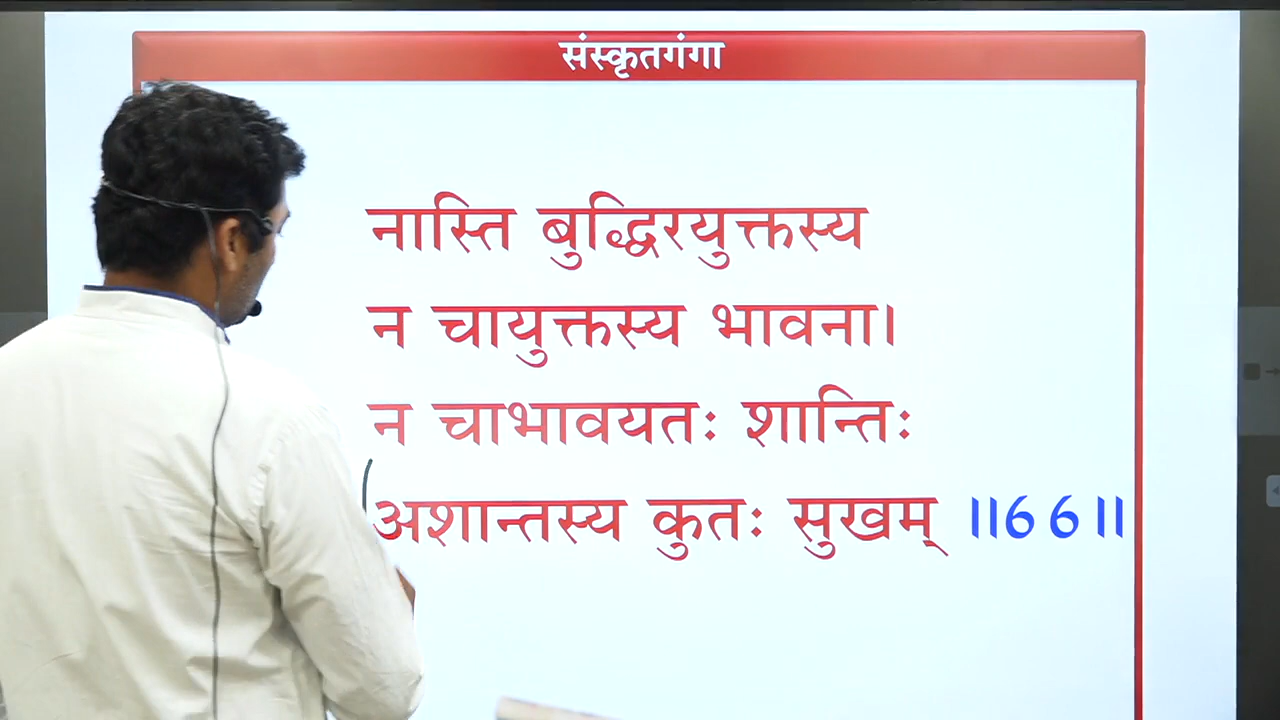 संस्कृतगंगा
नास्ति बुद्धिरयुक्तस्य
न चायुक्तस्य भावना।
न चाभावयतः शान्तिः
अशान्तस्य कुतः सुखम् ॥66॥